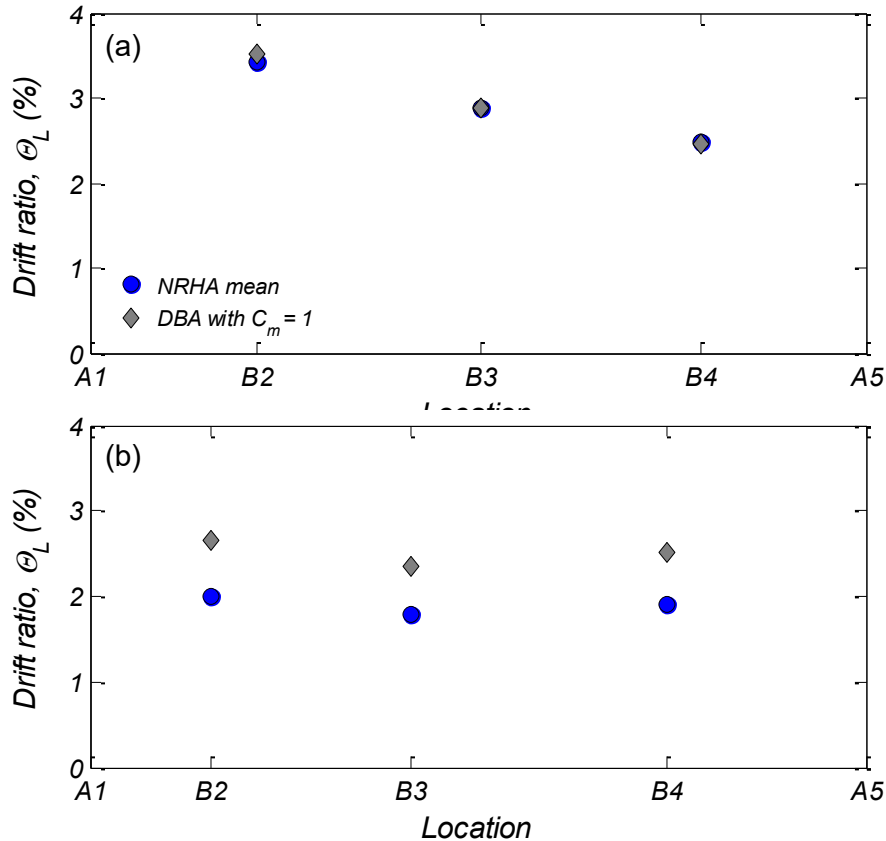 (a)
4
3
2
1
0
Drift ratio, Θ_L (%)
NRHA mean
DBA with C_m = 1
A1 B2 B3 B4 A5
Location
(b)
4
3
2
1
0
Drift ratio, Θ_L (%)
A1 B2 B3 B4 A5
Location